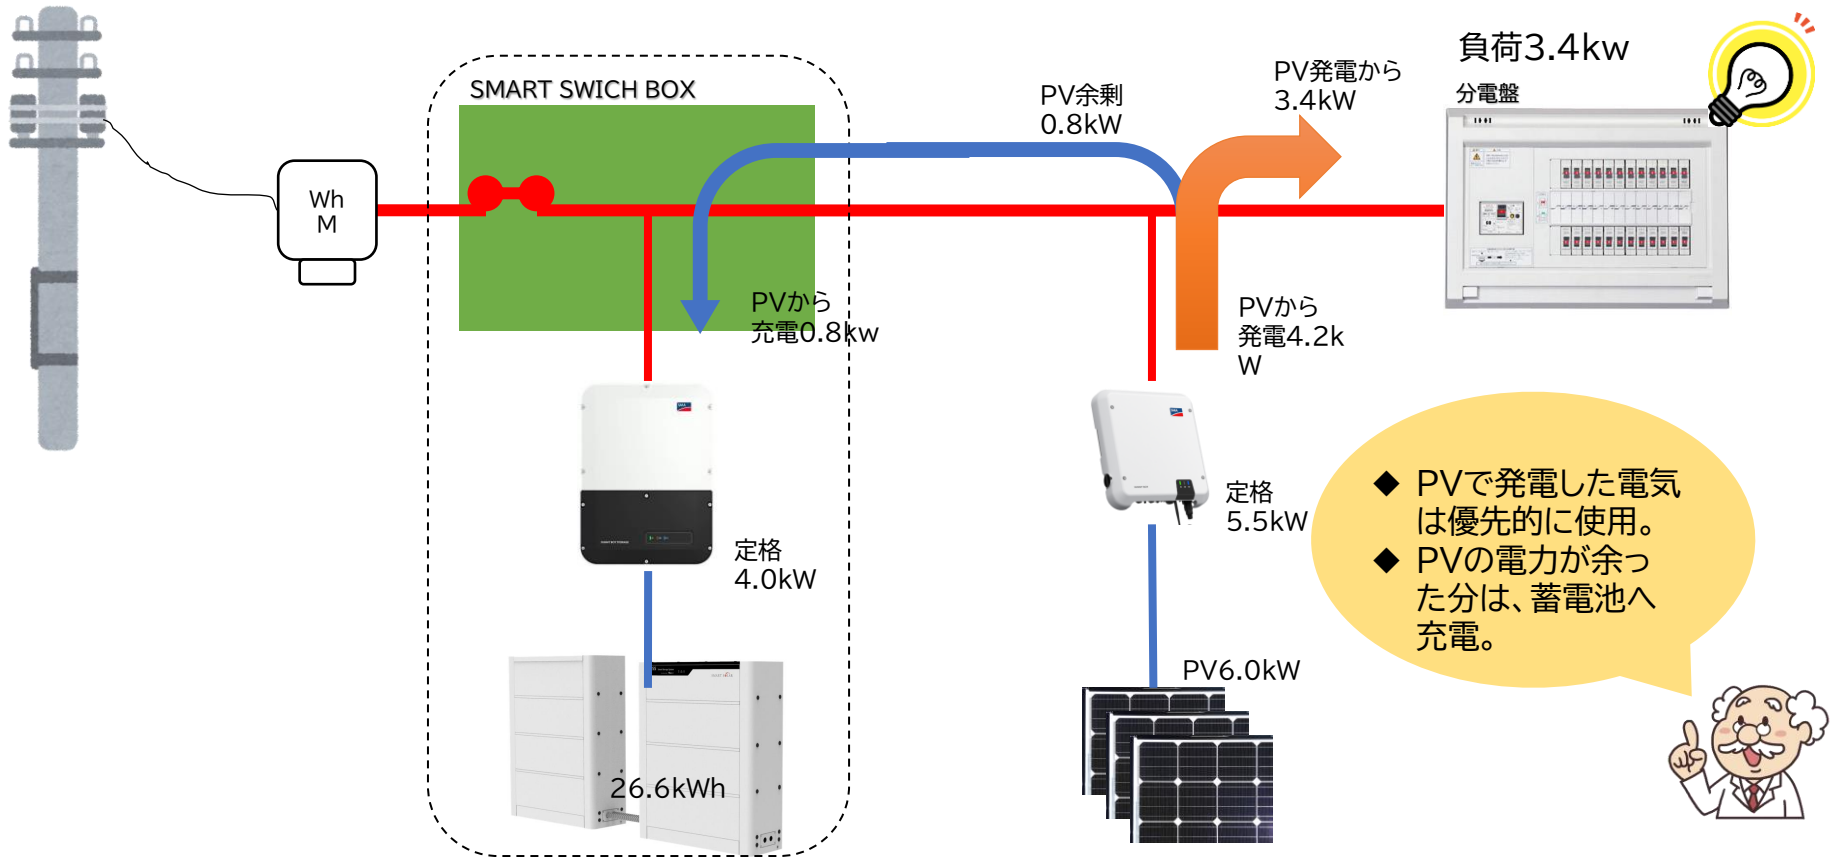 負荷3.4kw
分電盤
PV発電から
3.4kW
PV余剰
0.8kW
SMART SWICH BOX
Wh
M
PVから
充電0.8kw
PVから
発電4.2k
W
定格
4.0kW
定格
5.5kW
◆ PVで発電した電気
は優先的に使用。
◆ PVの電力が余っ
た分は、蓄電池へ
充電。
PV6.0kW
26.6kWh